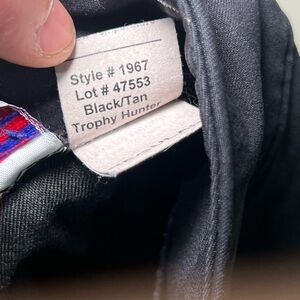 Style # 1967
Lot # 47553
Black/Tan
Trophy Hunter